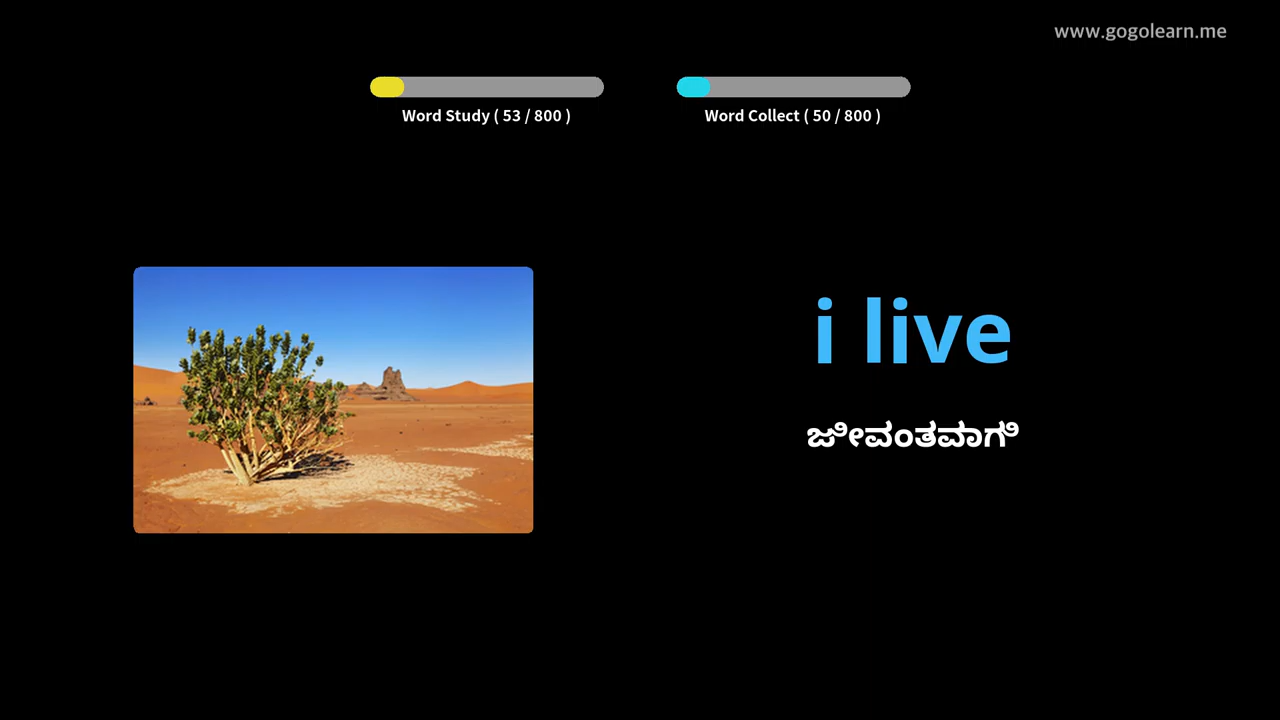 www.gogolearn.me
Word Study ( 53 / 800 )
Word Collect ( 50 / 800 )
i live
ಜೀವಂತವಾಗಿ